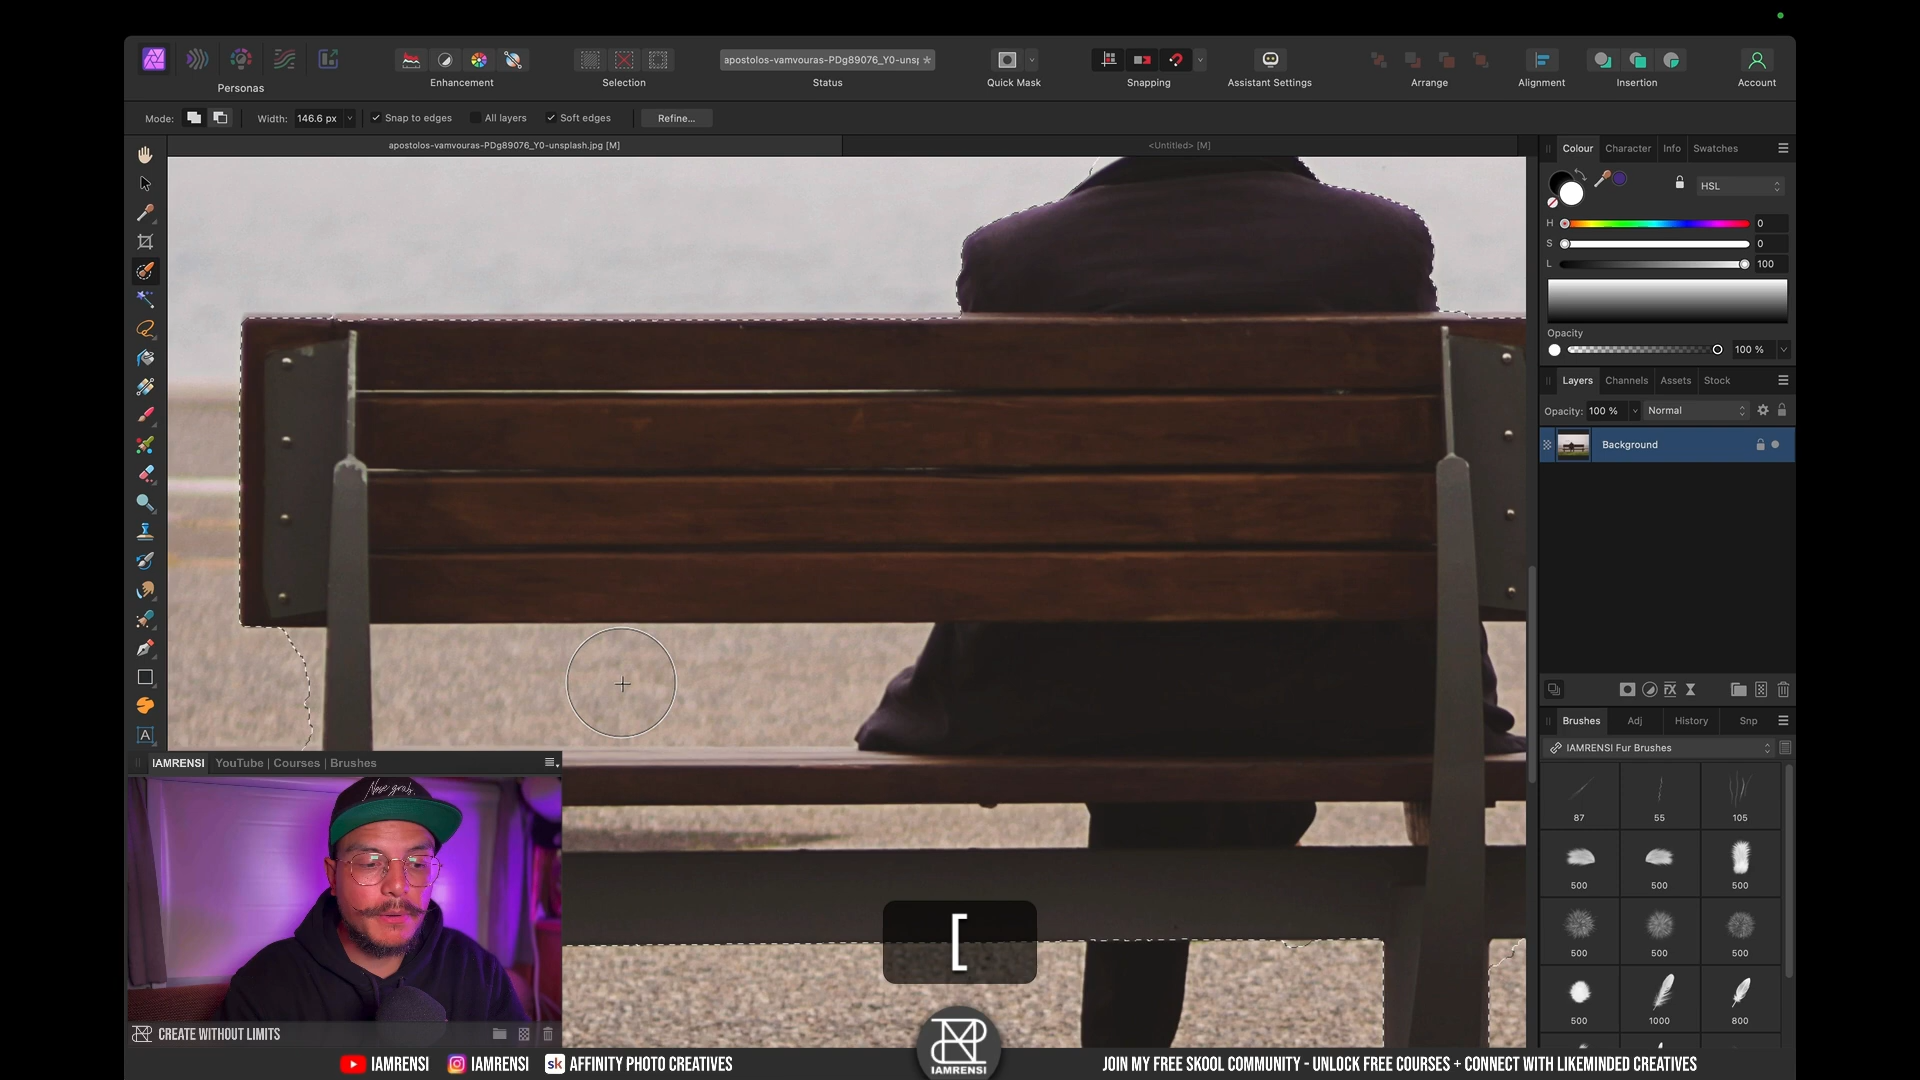 Personas
Enhancement
Selection
apostolos-vamvouras-PDg89076_Y0-unsp
Status
Quick Mask
Snapping
Assistant Settings
Arrange
Alignment
Insertion
Account
Mode:
Width: 146.6 px
Snap to edges
All layers
Soft edges
Refine...
apostolos-vamvouras-PDg89076_Y0-unsplash.jpg [M]
<Untitled> [M]
Colour Character Info Swatches
HSL
H 0
S 0
L 100
Opacity
100 %
Layers Channels Assets Stock
Opacity: 100 % Normal
Background
Brushes Adj History Snp
IAMRENSI Fur Brushes
87 55 105
500 500 500
500 500 500
500 1000 800
A
IAMRENSI YouTube | Courses | Brushes
Nose grab.
CREATE WITHOUT LIMITS
[
IAMRENSI
IAMRENSI IAMRENSI sk AFFINITY PHOTO CREATIVES
JOIN MY FREE SKOOL COMMUNITY - UNLOCK FREE COURSES + CONNECT WITH LIKEMINDED CREATIVES